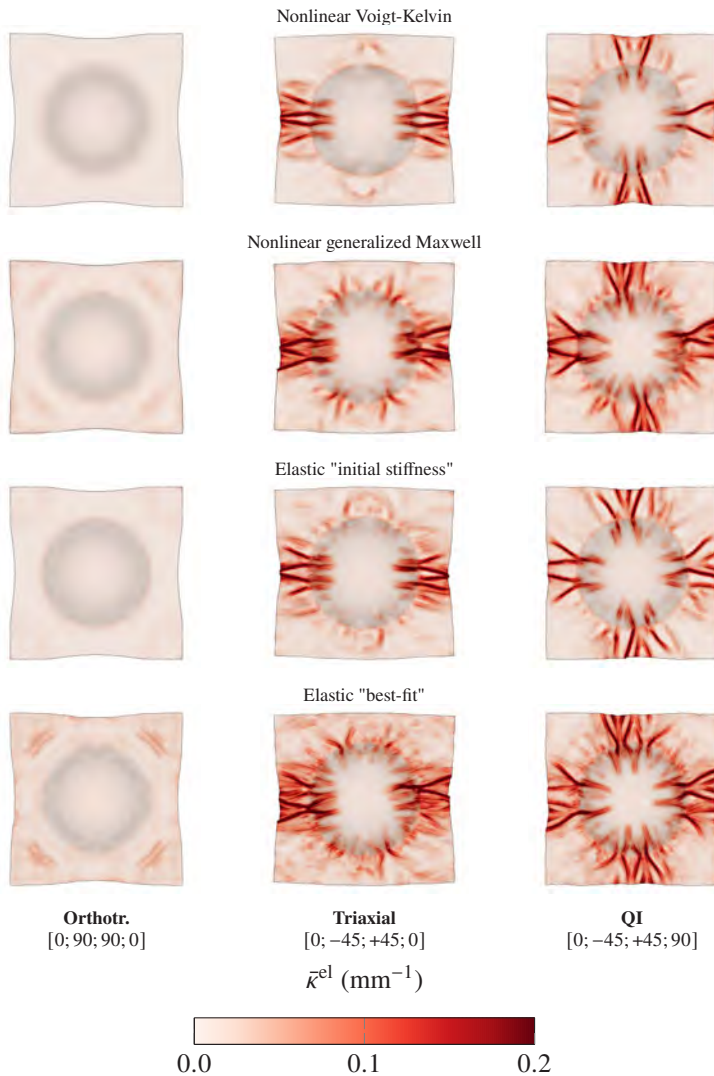 Nonlinear Voigt-Kelvin
Nonlinear generalized Maxwell
Elastic "initial stiffness"
Elastic "best-fit"
Orthotr. Triaxial QI
[0; 90; 90; 0] [0; −45; +45; 0] [0; −45; +45; 90]
κ̄ᵉˡ (mm⁻¹)
0.0 0.1 0.2